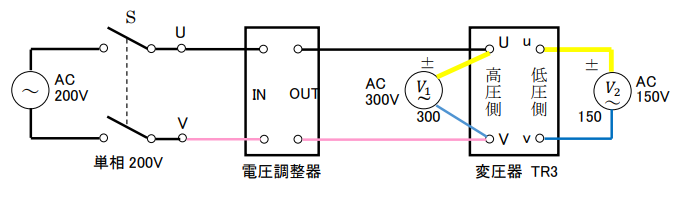 S
U
AC
200V
V
単相 200V
IN
OUT
電圧調整器
AC
300V
±
V1
~
300
U
u
高圧側
低圧側
V
v
変圧器 TR3
±
V2
~
150
AC
150V